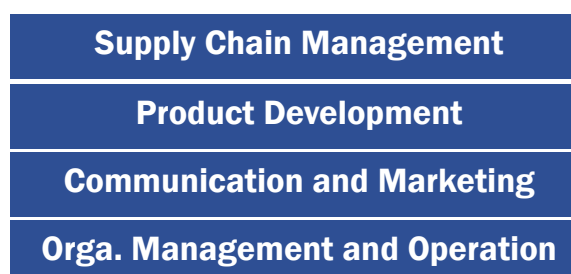 Supply Chain Management
Product Development
Communication and Marketing
Orga. Management and Operation